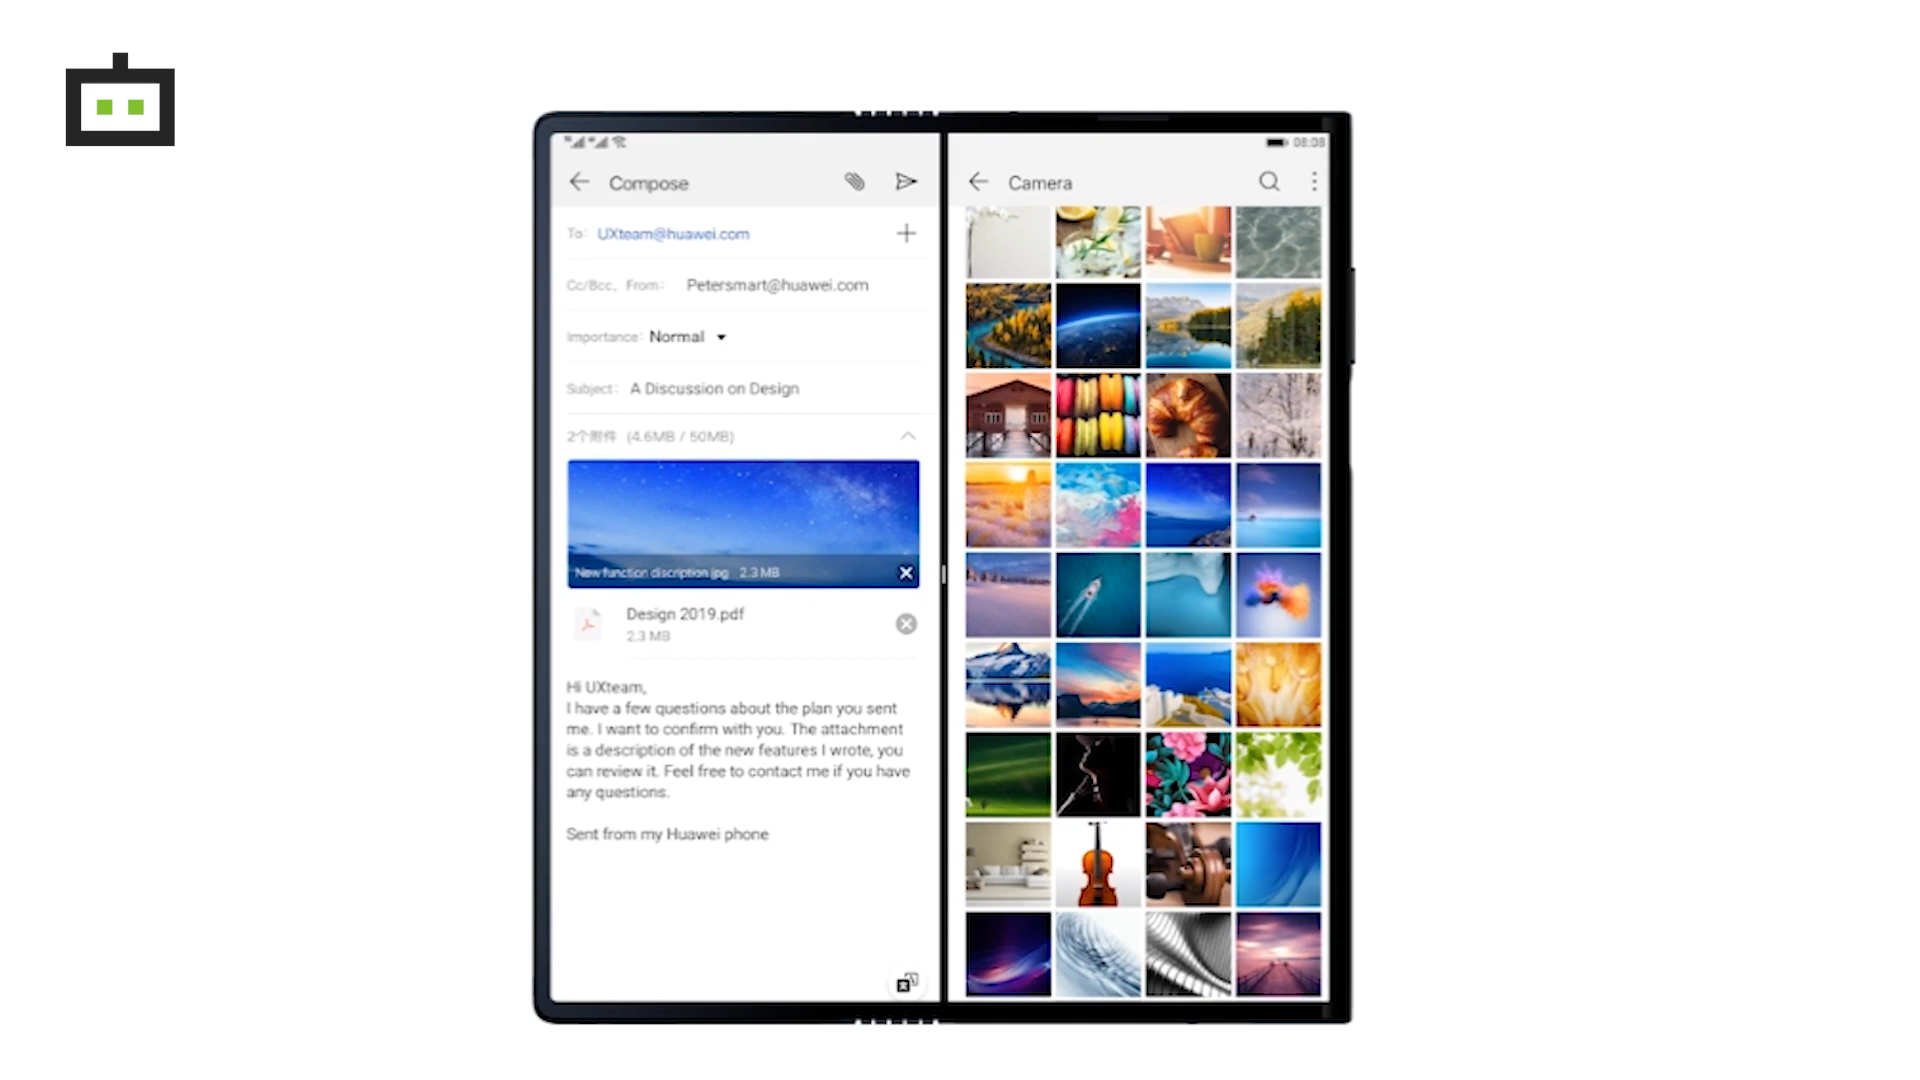 08:08
Compose
Camera
To: UXteam@huawei.com
Cc/Bcc, From: Petersmart@huawei.com
Importance: Normal
Subject: A Discussion on Design
2个附件 (4.6MB / 50MB)
New function discription.jpg 2.3 MB
Design 2019.pdf
2.3 MB
Hi UXteam,
I have a few questions about the plan you sent
me. I want to confirm with you. The attachment
is a description of the new features I wrote, you
can review it. Feel free to contact me if you have
any questions.
Sent from my Huawei phone